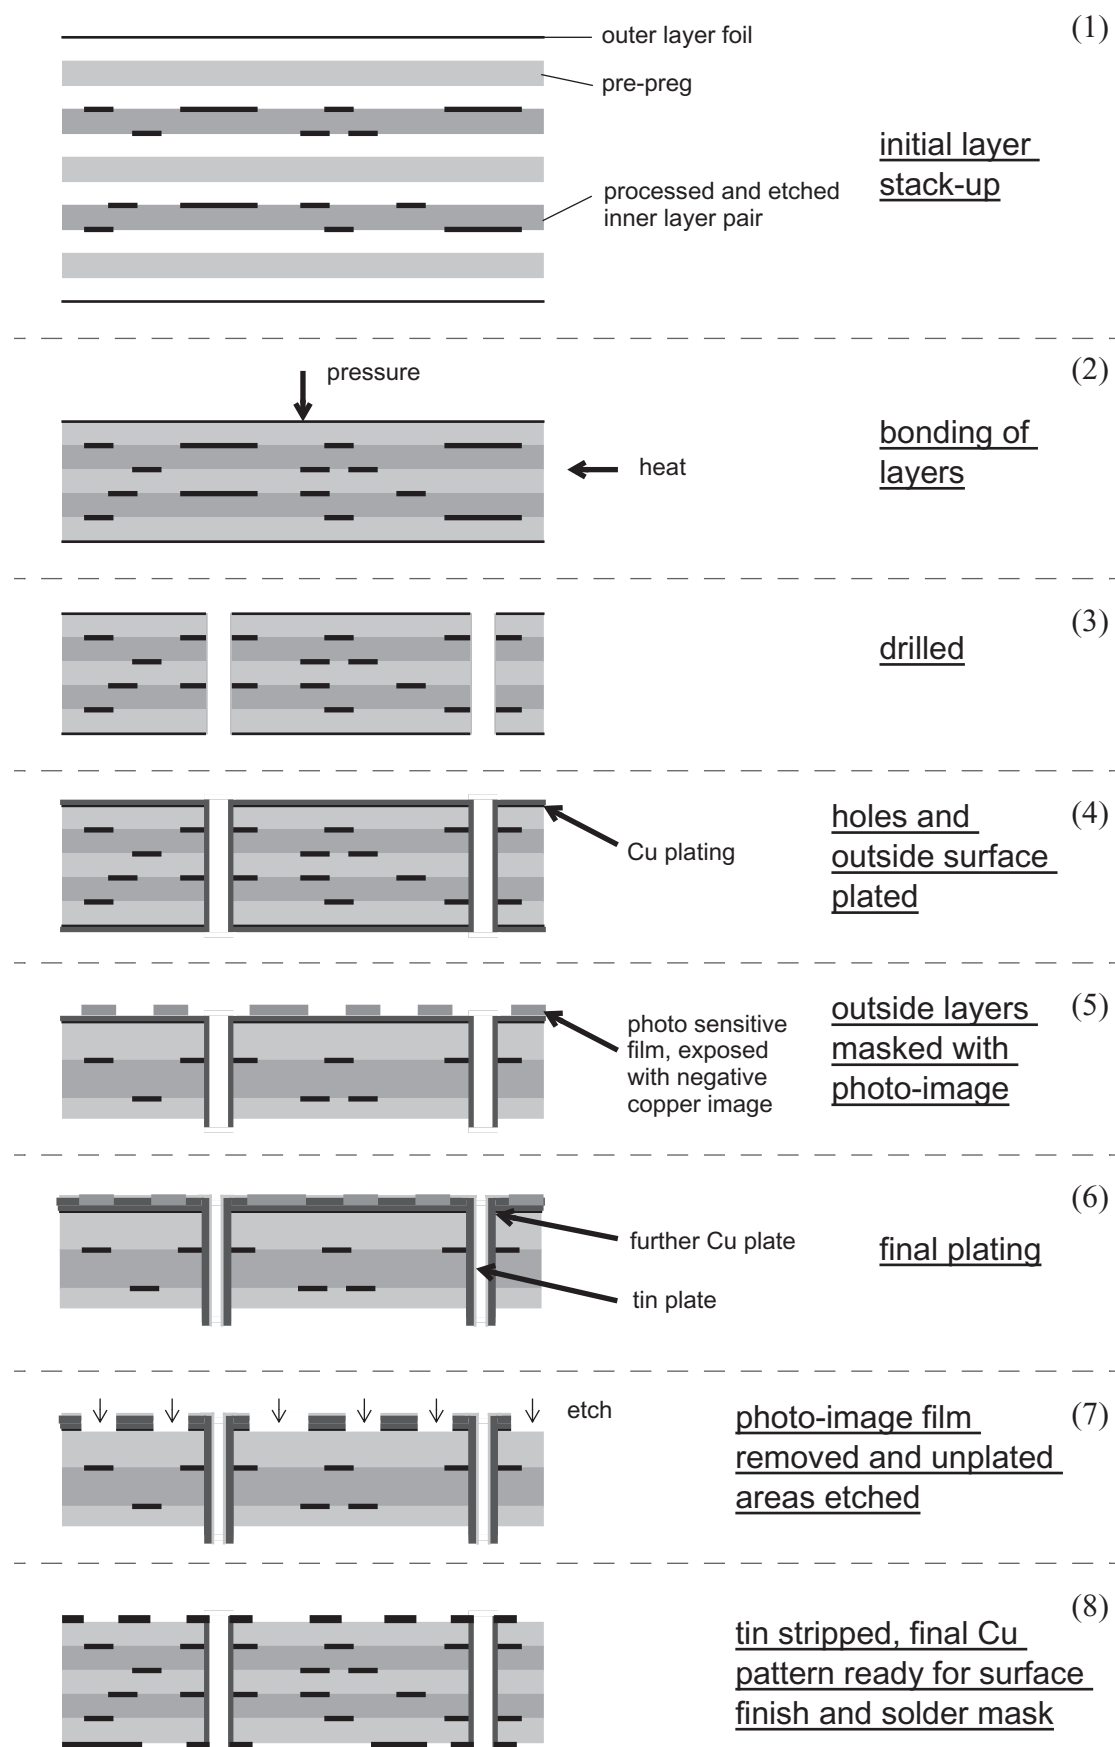 outer layer foil
(1)
pre-preg
initial layer
stack-up
processed and etched
inner layer pair
(2)
pressure
bonding of
layers
heat
(3)
drilled
(4)
holes and
outside surface
plated
Cu plating
(5)
outside layers
masked with
photo-image
photo sensitive
film, exposed
with negative
copper image
(6)
final plating
further Cu plate
tin plate
(7)
etch
photo-image film
removed and unplated
areas etched
(8)
tin stripped, final Cu
pattern ready for surface
finish and solder mask